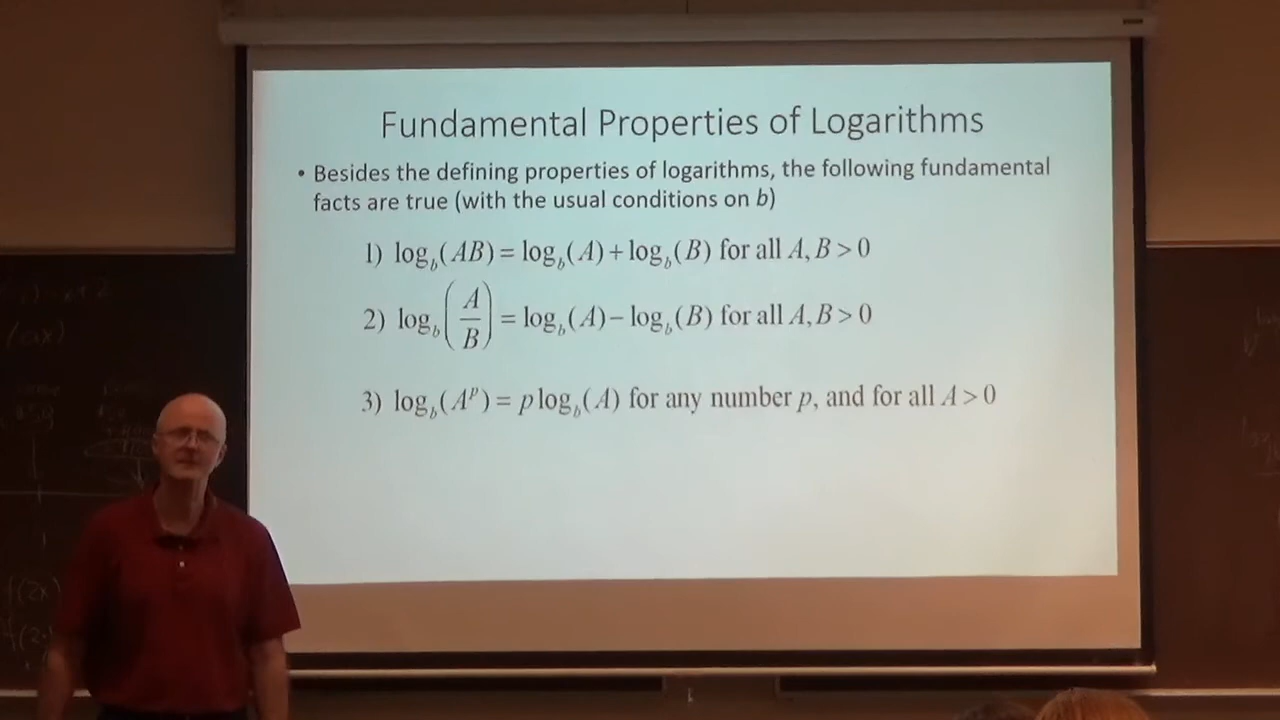 Fundamental Properties of Logarithms
• Besides the defining properties of logarithms, the following fundamental
facts are true (with the usual conditions on b)
1) log_b(AB) = log_b(A) + log_b(B) for all A, B > 0
2) log_b(A/B) = log_b(A) − log_b(B) for all A, B > 0
3) log_b(A^p) = p log_b(A) for any number p, and for all A > 0
(ax)
f(2x)